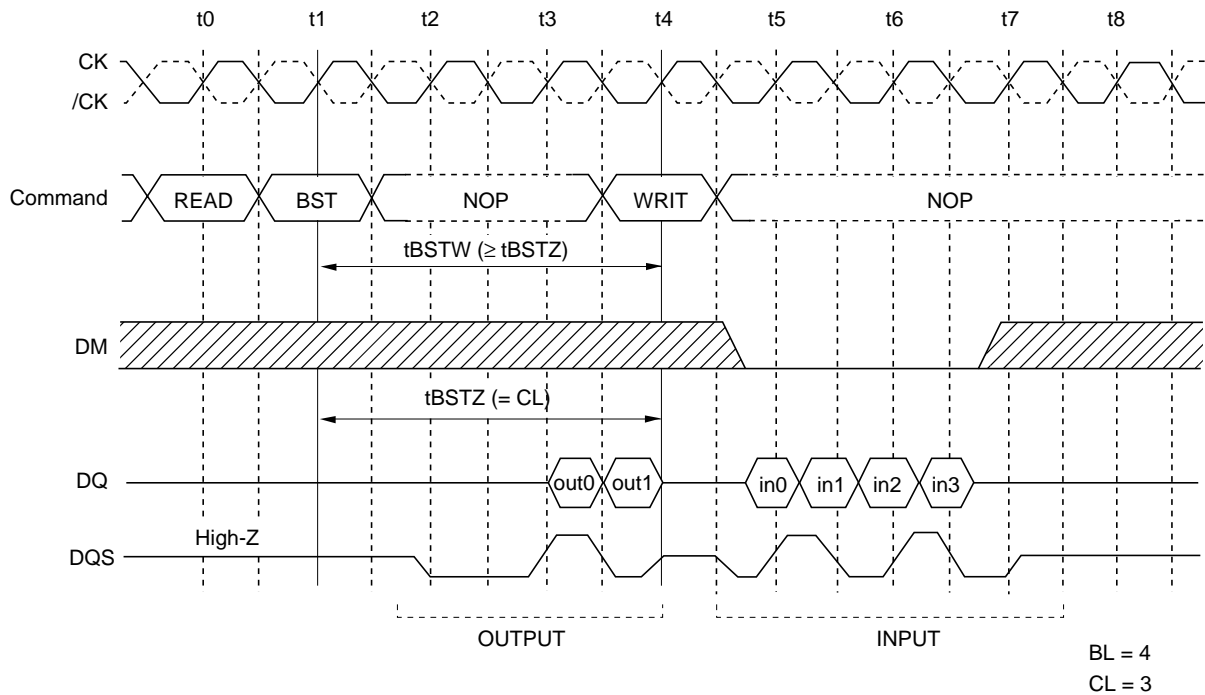 t0 t1 t2 t3 t4 t5 t6 t7 t8
CK
/CK
Command READ BST NOP WRIT NOP
tBSTW (≥ tBSTZ)
DM
tBSTZ (= CL)
DQ out0 out1 in0 in1 in2 in3
High-Z
DQS
OUTPUT INPUT
BL = 4
CL = 3